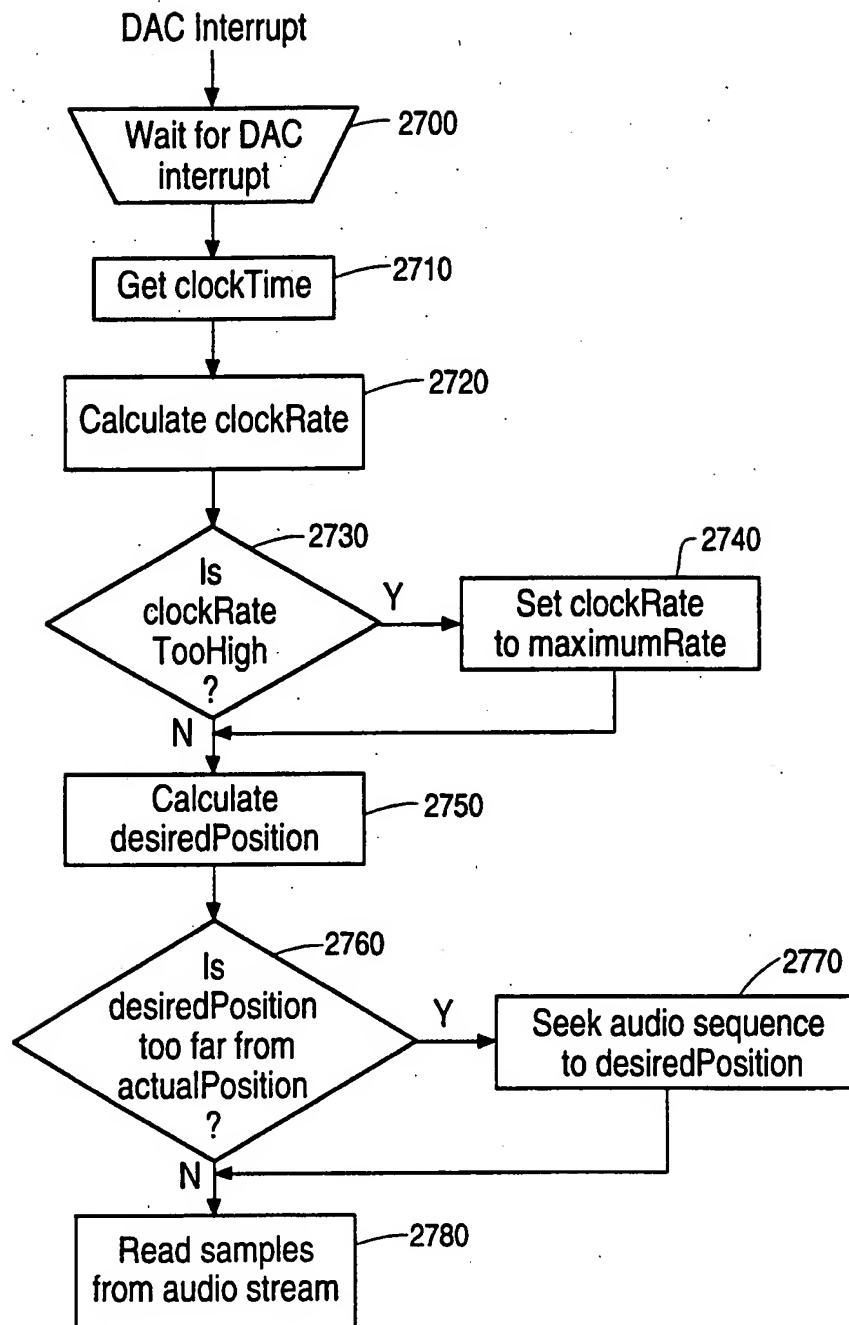 DAC Interrupt
Wait for DAC
interrupt
2700
Get clockTime
2710
Calculate clockRate
2720
Is
clockRate
TooHigh
?
2730
Y
N
Set clockRate
to maximumRate
2740
Calculate
desiredPosition
2750
Is
desiredPosition
too far from
actualPosition
?
2760
Y
N
Seek audio sequence
to desiredPosition
2770
Read samples
from audio stream
2780